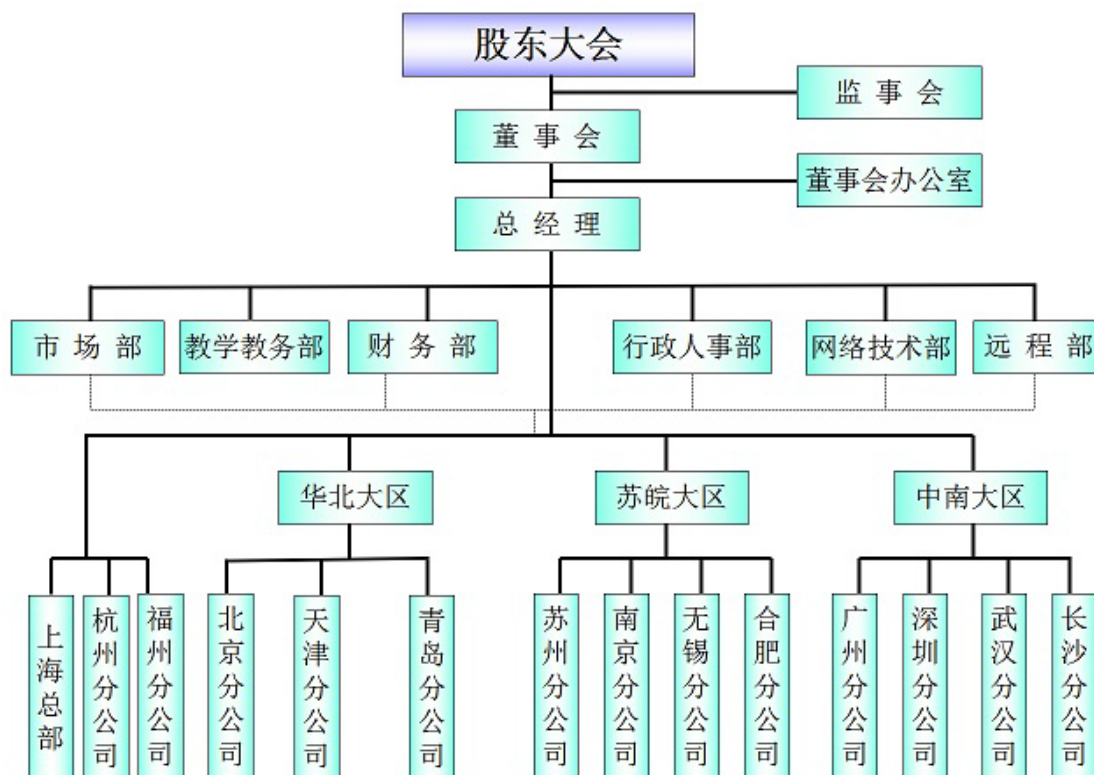 股东大会
监事会
董事会
董事会办公室
总经理
市场部
教学教务部
财务部
行政人事部
网络技术部
远程部
华北大区
苏皖大区
中南大区
上海总部
杭州分公司
福州分公司
北京分公司
天津分公司
青岛分公司
苏州分公司
南京分公司
无锡分公司
合肥分公司
广州分公司
深圳分公司
武汉分公司
长沙分公司